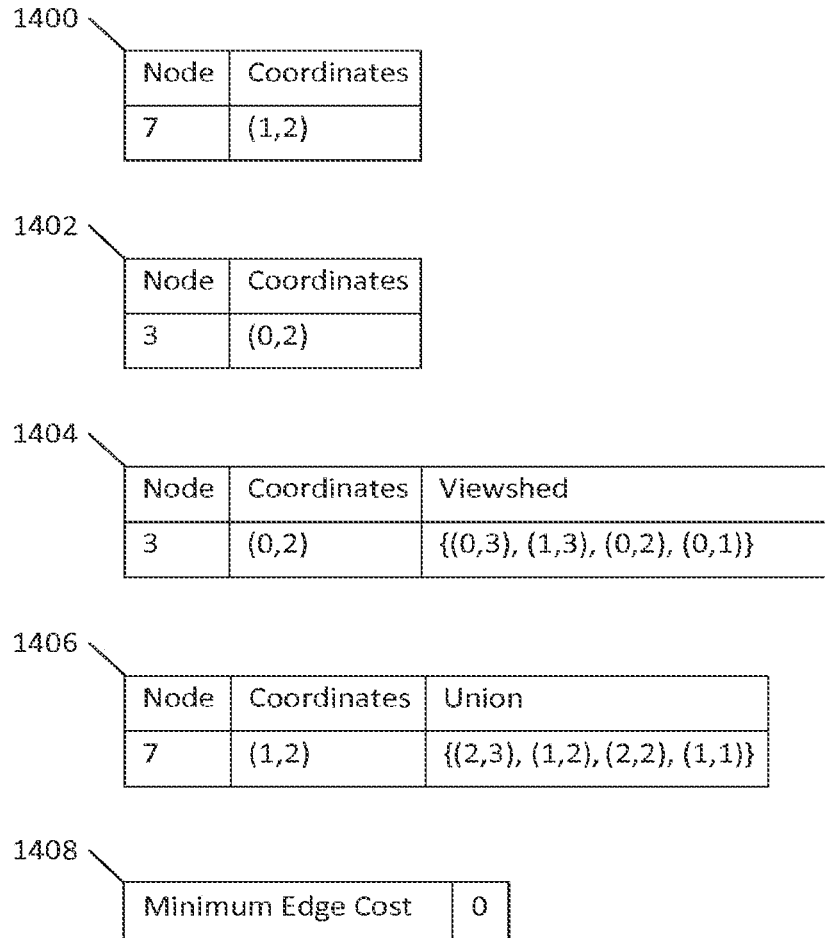 1400
Node Coordinates
7 (1,2)
1402
Node Coordinates
3 (0,2)
1404
Node Coordinates Viewshed
3 (0,2) {(0,3), (1,3), (0,2), (0,1)}
1406
Node Coordinates Union
7 (1,2) {(2,3), (1,2), (2,2), (1,1)}
1408
Minimum Edge Cost 0